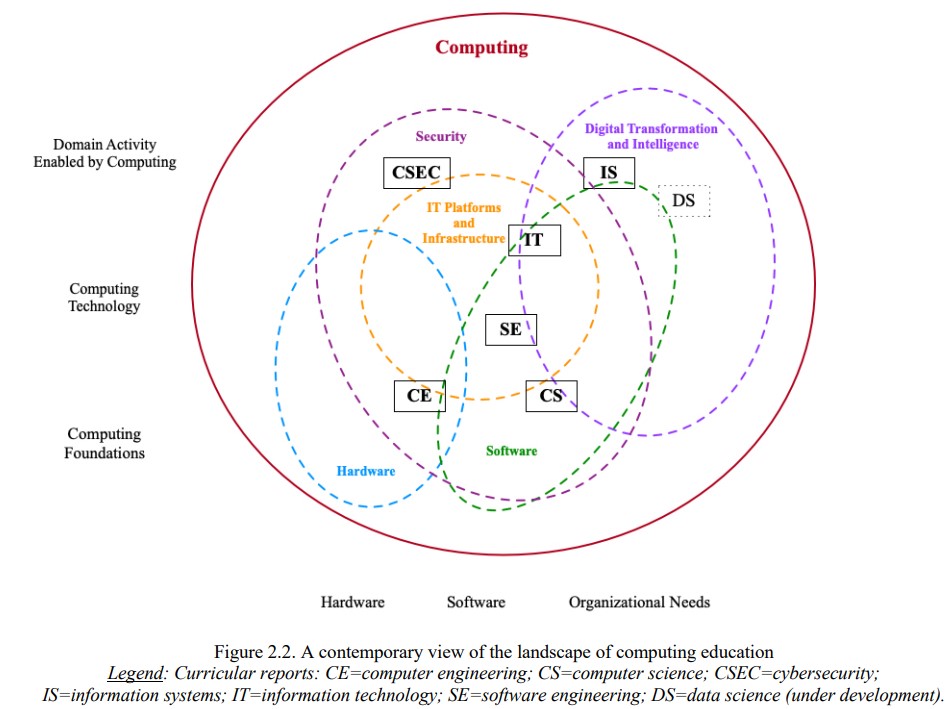 Computing
Domain Activity
Enabled by Computing
Computing
Technology
Computing
Foundations
Security
Digital Transformation
and Intelligence
CSEC
IS
DS
IT Platforms
and
Infrastructure
IT
SE
CE
CS
Software
Hardware
Hardware
Software
Organizational Needs
Figure 2.2. A contemporary view of the landscape of computing education
Legend: Curricular reports: CE=computer engineering; CS=computer science; CSEC=cybersecurity;
IS=information systems; IT=information technology; SE=software engineering; DS=data science (under development).